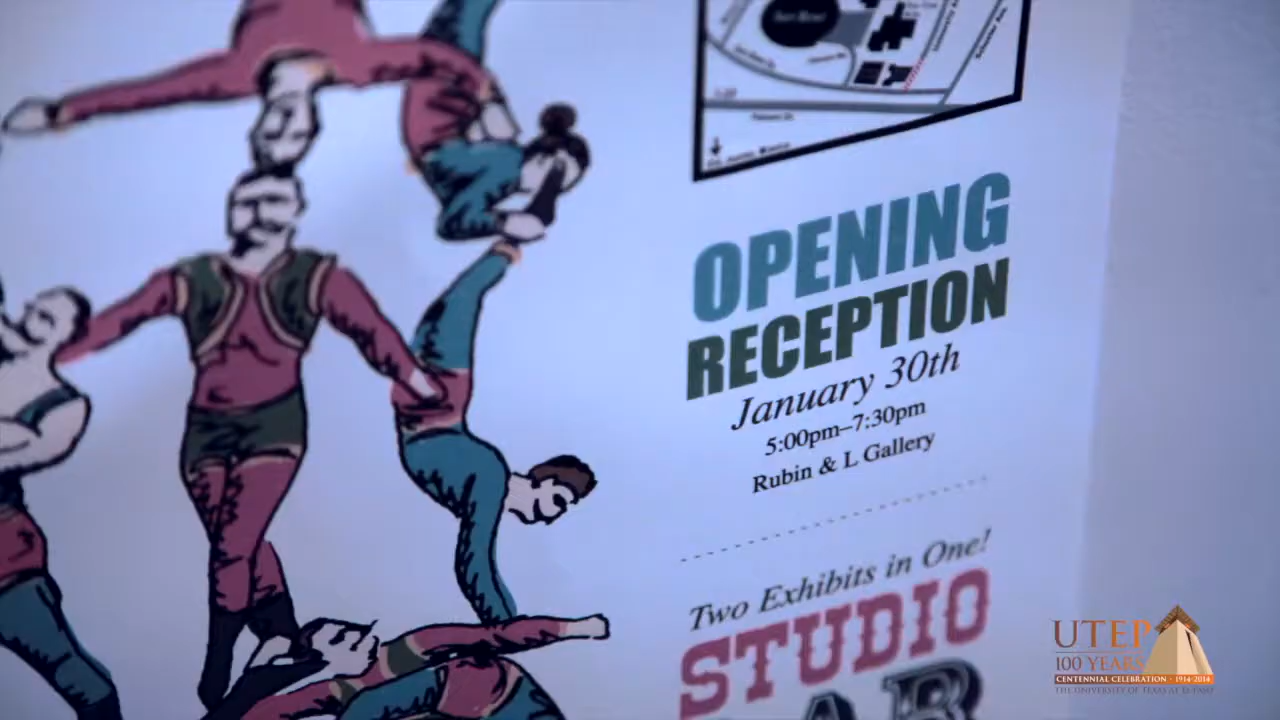 OPENING
RECEPTION
January 30th
5:00pm–7:30pm
Rubin & L Gallery
Two Exhibits in One!
STUDIO
UTEP
100 YEARS
CENTENNIAL CELEBRATION · 1914-2014
THE UNIVERSITY OF TEXAS AT EL PASO